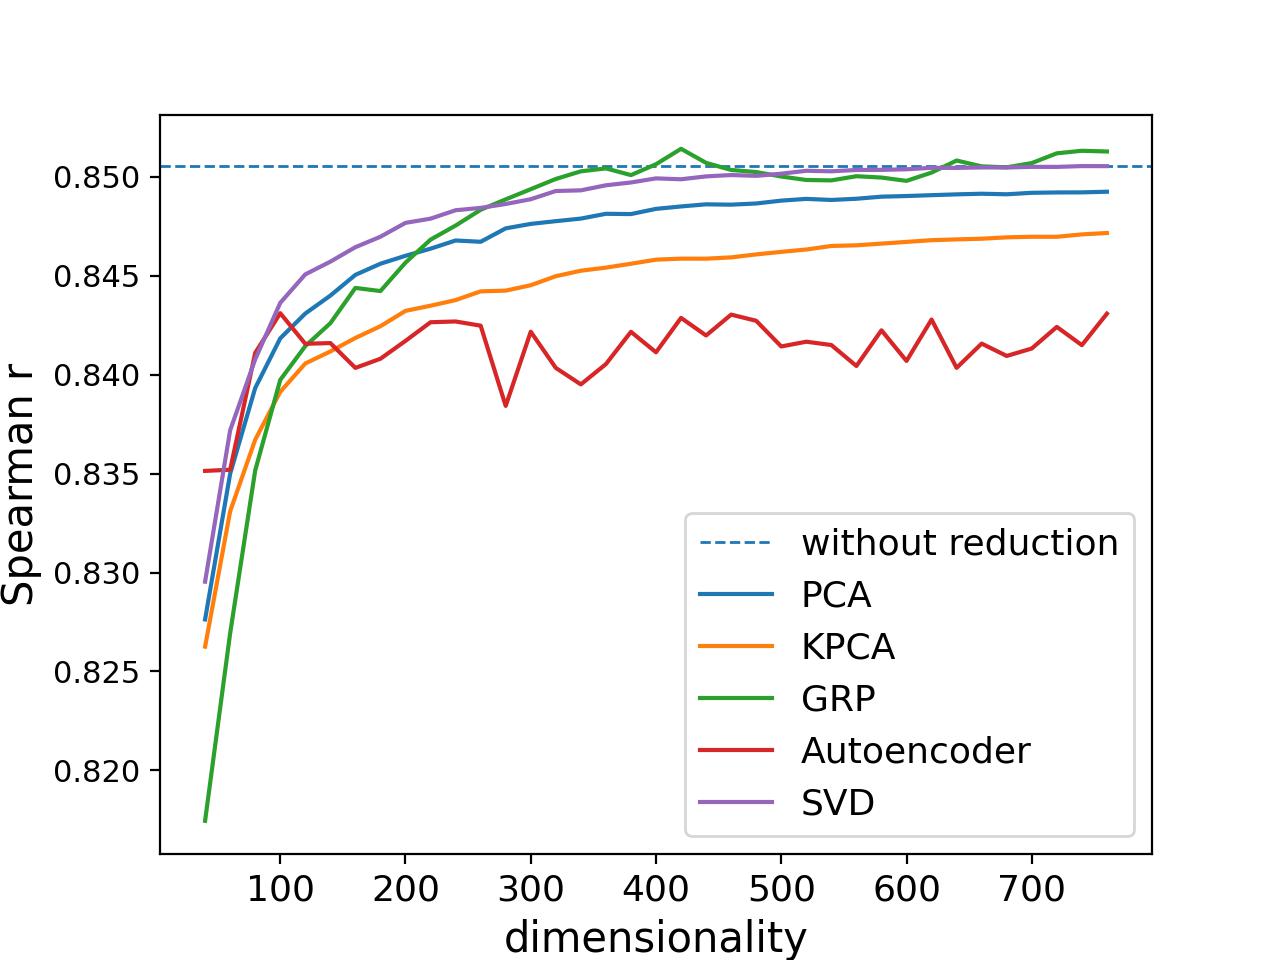 0.850
0.845
0.840
0.835
0.830
0.825
0.820
Spearman r
without reduction
PCA
KPCA
GRP
Autoencoder
SVD
100 200 300 400 500 600 700
dimensionality